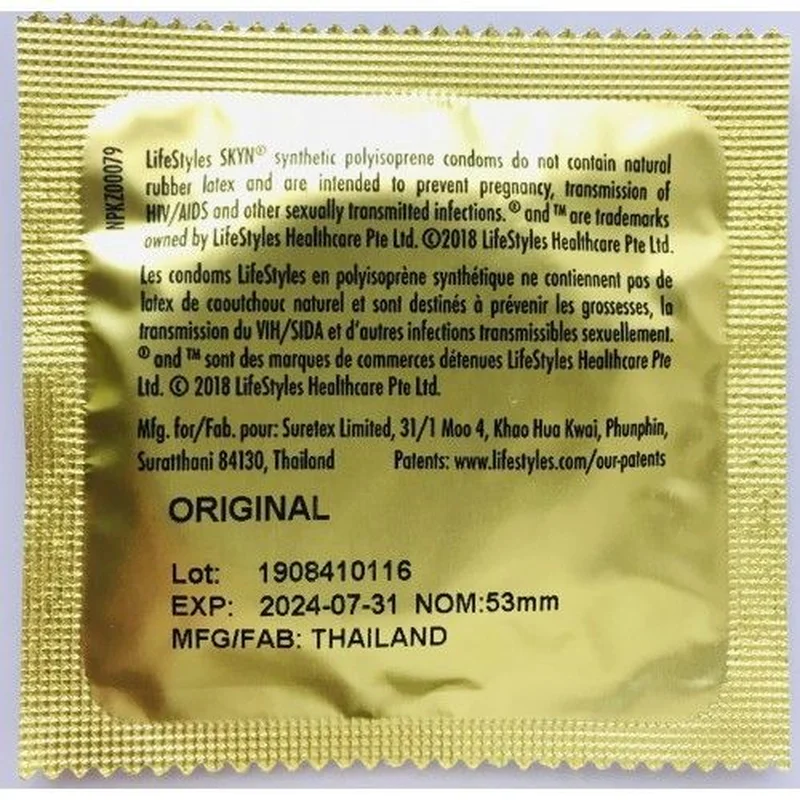 NPKZ00079
LifeStyles SKYN® synthetic polyisoprene condoms do not contain natural
rubber latex and are intended to prevent pregnancy, transmission of
HIV/AIDS and other sexually transmitted infections. ® and ™ are trademarks
owned by LifeStyles Healthcare Pte Ltd. ©2018 LifeStyles Healthcare Pte Ltd.
Les condoms LifeStyles en polyisoprène synthétique ne contiennent pas de
latex de caoutchouc naturel et sont destinés à prévenir les grossesses, la
transmission du VIH/SIDA et d'autres infections transmissibles sexuellement.
® and ™ sont des marques de commerces détenues LifeStyles Healthcare Pte
Ltd. © 2018 LifeStyles Healthcare Pte Ltd.
Mfg. for/Fab. pour: Suretex Limited, 31/1 Moo 4, Khao Hua Kwai, Phunphin,
Suratthani 84130, Thailand Patents: www.lifestyles.com/our-patents
ORIGINAL
Lot: 1908410116
EXP: 2024-07-31 NOM:53mm
MFG/FAB: THAILAND